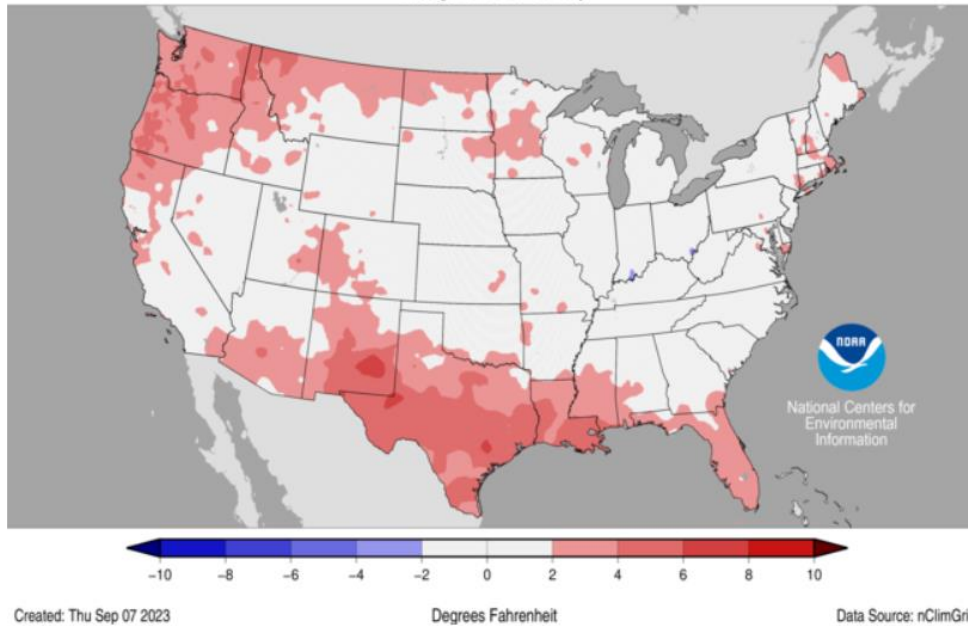 NOAA
National Centers for
Environmental
Information
-10 -8 -6 -4 -2 0 2 4 6 8 10
Created: Thu Sep 07 2023 Degrees Fahrenheit Data Source: nClimGri